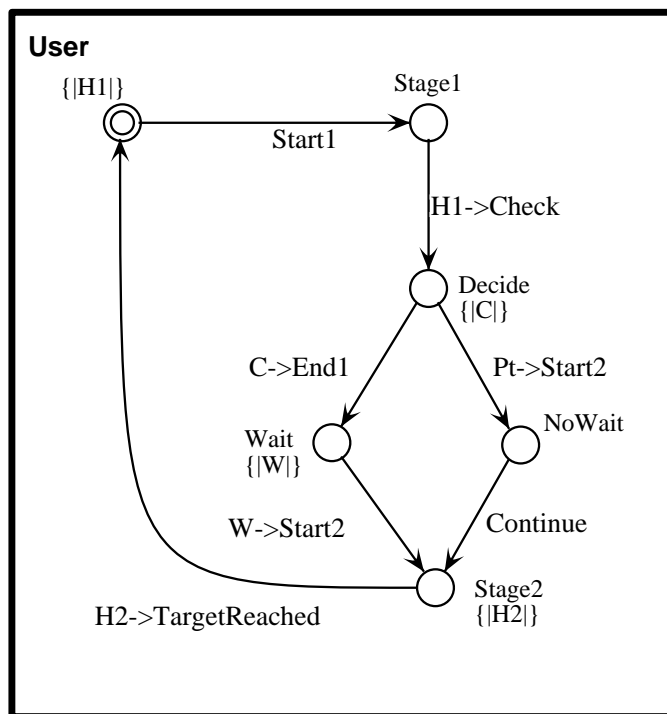 User
{|H1|}
Stage1
Start1
H1->Check
Decide
{|C|}
C->End1
Pt->Start2
Wait
{|W|}
NoWait
W->Start2
Continue
Stage2
{|H2|}
H2->TargetReached